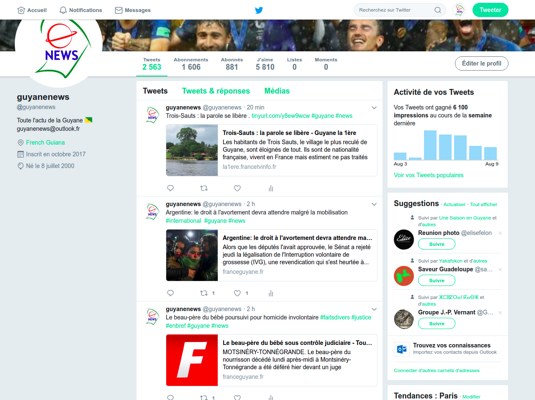 Accueil Notifications Messages Recherchez sur Twitter Tweeter
NEWS
Tweets Abonnements Abonnés J'aime Listes Moments
2 563 1 606 881 5 810 0 0
Éditer le profil
guyanenews
@guyanenews
Toute l'actu de la Guyane
guyanenews@outlook.fr
French Guiana
Inscrit en octobre 2017
Né le 8 juillet 2000
Tweets Tweets & réponses Médias
guyanenews @guyanenews · 20 min
Trois-Sauts : la parole se libère . tinyurl.com/y8ew9wcw #guyane #news
Trois-Sauts : la parole se libère - Guyane la 1ère
Les habitants de Trois Sauts, le village le plus reculé de
Guyane, sont éloignés de tout. Ils sont de nationalité
française, vivent en France mais estiment ne pas traités
la1ere.francetvinfo.fr
guyanenews @guyanenews · 2 h
Argentine: le droit à l'avortement devra attendre malgré la mobilisation
#international #guyane #news
Argentine: le droit à l'avortement devra attendre ma...
Alors que les députés l'avait approuvée, le Sénat a rejeté
jeudi la légalisation de l'Interruption volontaire de
grossesse (IVG), une revendication qui s'est heurtée à...
franceguyane.fr
1 1
guyanenews @guyanenews · 2 h
Le beau-père du bébé poursuivi pour homicide involontaire #faitsdivers #justice
#enbref #guyane #news
Le beau-père du bébé sous contrôle judiciaire - Tou...
MOTSINÉRY-TONNÉGRANDE. Le beau-père du
nourrisson décédé lundi après-midi à Montsinéry-
Tonnégrande a été déféré hier devant un juge
franceguyane.fr
1 1
Activité de vos Tweets
Vos Tweets ont gagné 6 100
impressions au cours de la semaine
dernière
Aug 3 Aug 9
Voir vos Tweets populaires
Suggestions · Actualiser · Tout afficher
Suivi par Une Saison en Guyane et
d'autres
Reunion photo @elisefelon
Suivre
Suivi par Yakafokon et d'autres
Saveur Guadeloupe @sa...
Suivre
d'autres
Groupe J.-P. Vernant @G...
Suivre
Trouvez vos connaissances
Importez vos contacts depuis Outlook
Connecter d'autres carnets d'adresses
Tendances : Paris · Modifier